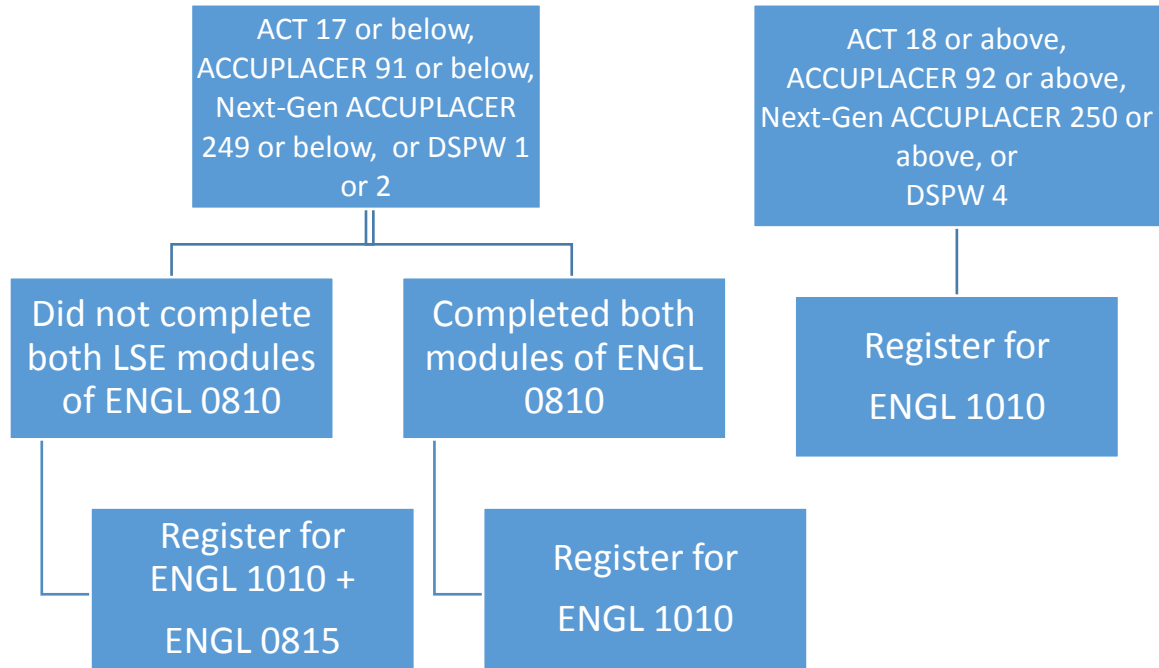 ACT 17 or below,
ACCUPLACER 91 or below,
Next-Gen ACCUPLACER
249 or below, or DSPW 1
or 2
ACT 18 or above,
ACCUPLACER 92 or above,
Next-Gen ACCUPLACER 250 or
above, or
DSPW 4
Did not complete
both LSE modules
of ENGL 0810
Completed both
modules of ENGL
0810
Register for
ENGL 1010
Register for
ENGL 1010 +
ENGL 0815
Register for
ENGL 1010